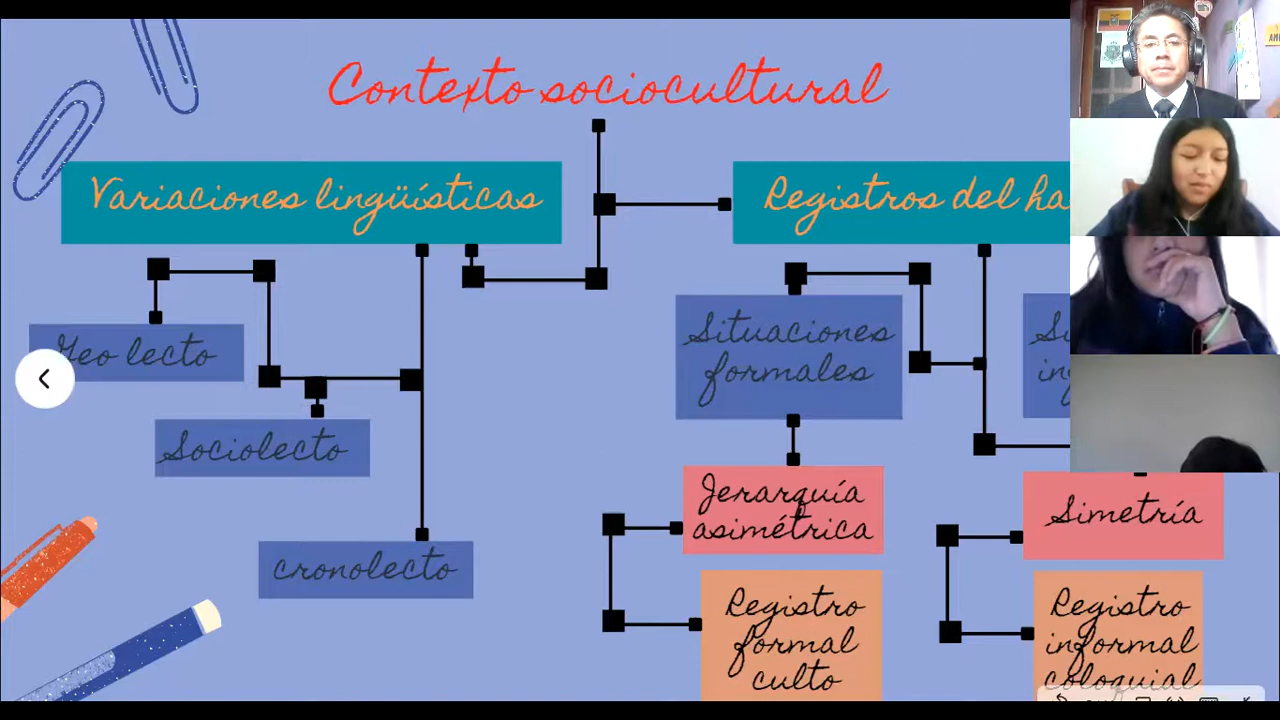 Contexto sociocultural
Variaciones lingüísticas
Registros del
Geo lecto
Sociolecto
cronolecto
Situaciones
formales
Jerarquía
asimétrica
Registro
formal
culto
Simetría
Registro
informal
coloquial